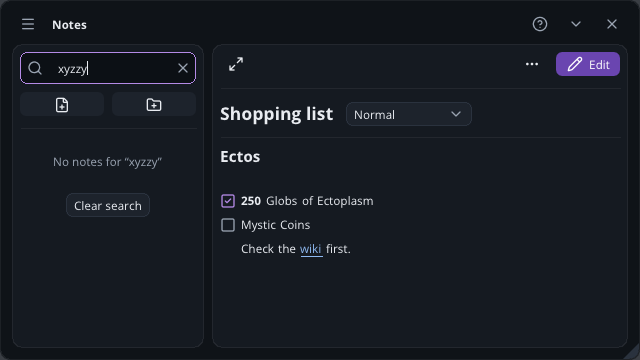 Notes
xyzzy
No notes for “xyzzy”
Clear search
Edit
Shopping list
Normal
Ectos
250 Globs of Ectoplasm
Mystic Coins
Check the wiki first.